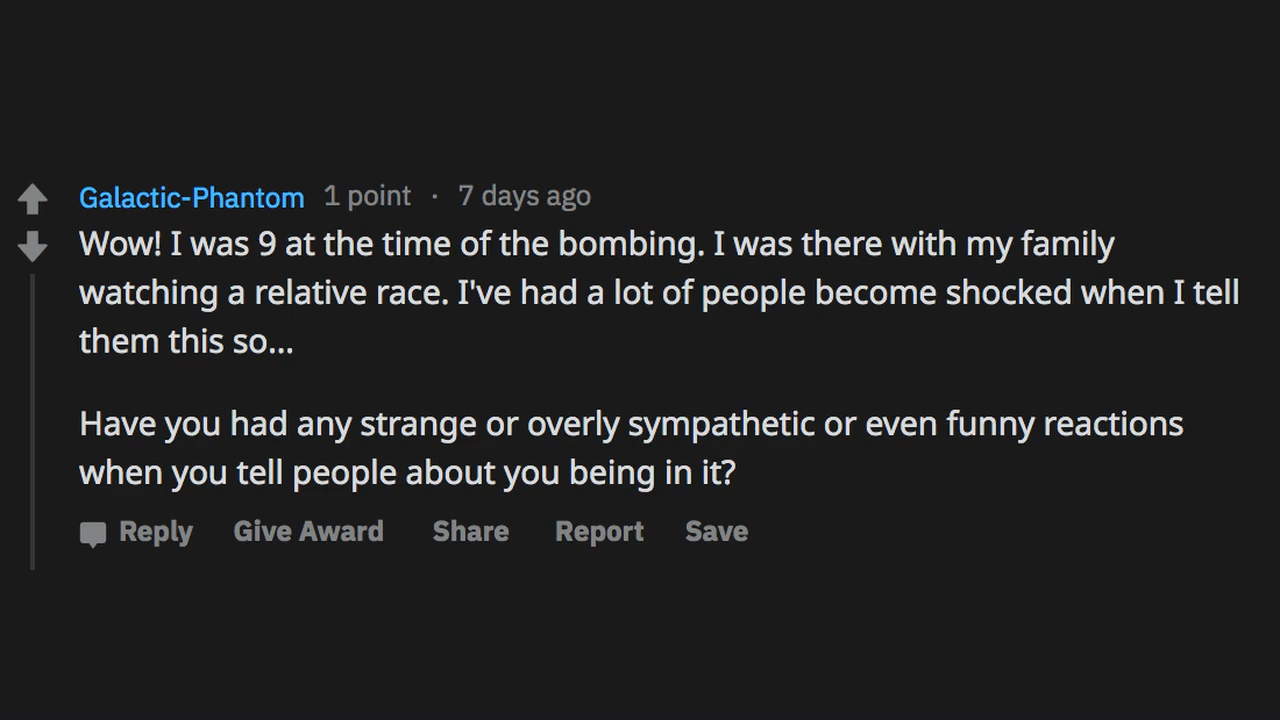 Galactic-Phantom 1 point · 7 days ago
Wow! I was 9 at the time of the bombing. I was there with my family
watching a relative race. I've had a lot of people become shocked when I tell
them this so...
Have you had any strange or overly sympathetic or even funny reactions
when you tell people about you being in it?
Reply Give Award Share Report Save